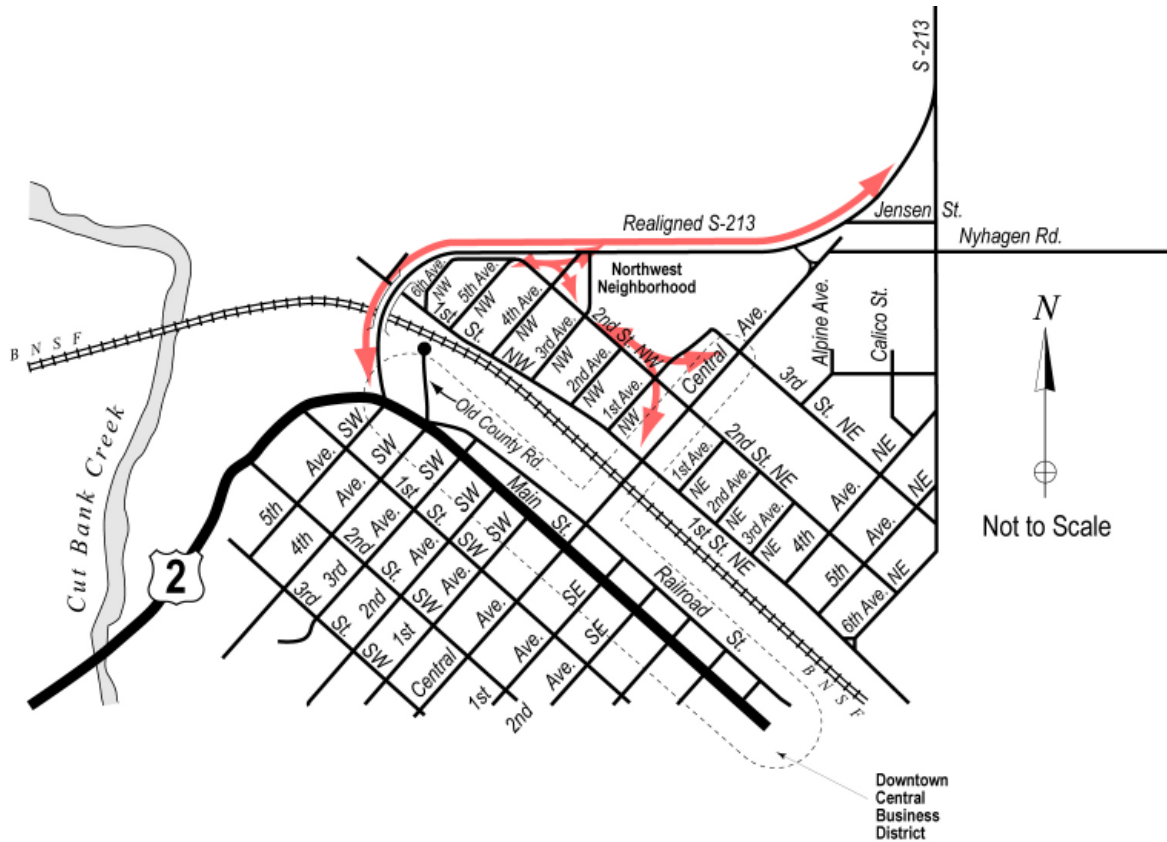 S-213
Jensen St.
Realigned S-213
Nyhagen Rd.
Northwest
Neighborhood
6th Ave.
NW
5th Ave.
NW
4th Ave.
NW
3rd Ave.
NW
2nd Ave.
NW
1st Ave.
NW
1st St. NW
2nd St. NW
Central Ave.
Alpine Ave.
Calico St.
N
Not to Scale
3rd St. NE
2nd St. NE
1st St. NE
1st Ave.
NE
2nd Ave.
NE
3rd Ave.
NE
4th Ave. NE
5th Ave. NE
6th Ave. NE
B N S F
Old County Rd.
Main St.
Railroad St.
Cut Bank Creek
2
5th Ave. SW
4th Ave. SW
3rd Ave. SW
2nd Ave. SW
1st Ave. SW
1st St. SW
2nd St. SW
3rd St. SW
Central Ave.
1st Ave. SE
2nd Ave. SE
B N S F
Downtown
Central
Business
District